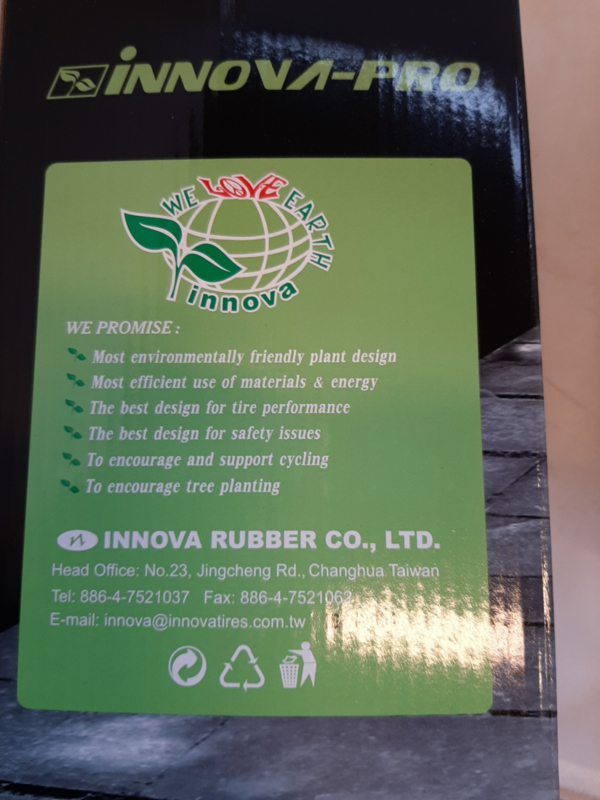 iNNOVA-PRO
WE LOVE EARTH
innova
WE PROMISE :
Most environmentally friendly plant design
Most efficient use of materials & energy
The best design for tire performance
The best design for safety issues
To encourage and support cycling
To encourage tree planting
INNOVA RUBBER CO., LTD.
Head Office: No.23, Jingcheng Rd., Changhua Taiwan
Tel: 886-4-7521037 Fax: 886-4-7521063
E-mail: innova@innovatires.com.tw